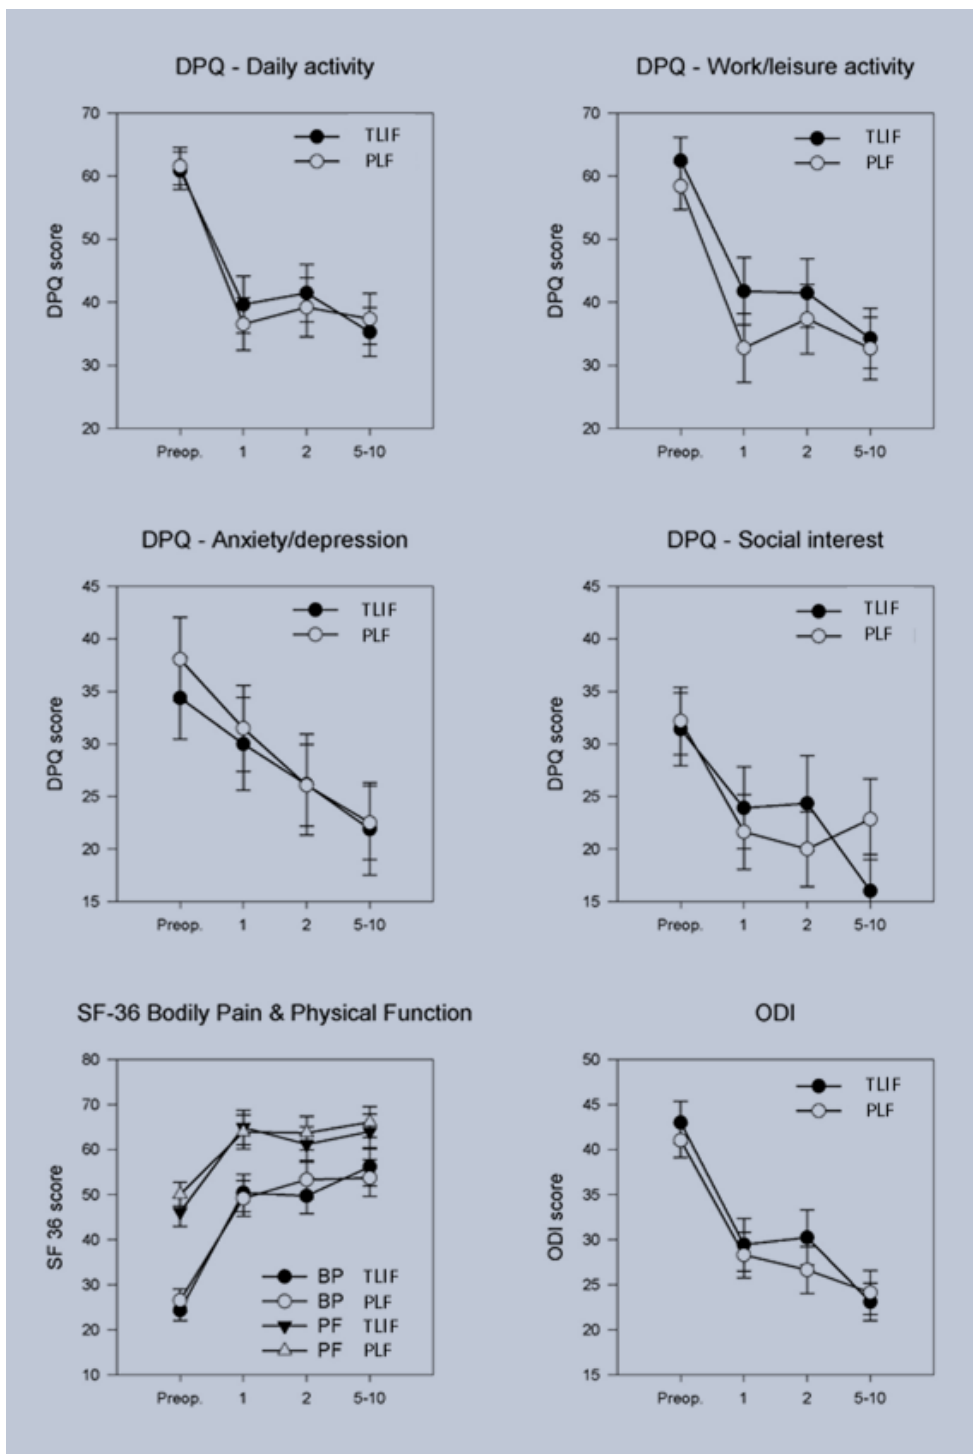 DPQ - Daily activity
DPQ score
70
60
50
40
30
20
TLIF
PLF
Preop. 1 2 5-10
DPQ - Work/leisure activity
DPQ score
70
60
50
40
30
20
TLIF
PLF
Preop. 1 2 5-10
DPQ - Anxiety/depression
DPQ score
45
40
35
30
25
20
15
TLIF
PLF
Preop. 1 2 5-10
DPQ - Social interest
DPQ score
45
40
35
30
25
20
15
TLIF
PLF
Preop. 1 2 5-10
SF-36 Bodily Pain & Physical Function
SF 36 score
80
70
60
50
40
30
20
10
BP TLIF
BP PLF
PF TLIF
PF PLF
Preop. 1 2 5-10
ODI
ODI score
50
45
40
35
30
25
20
15
TLIF
PLF
Preop. 1 2 5-10